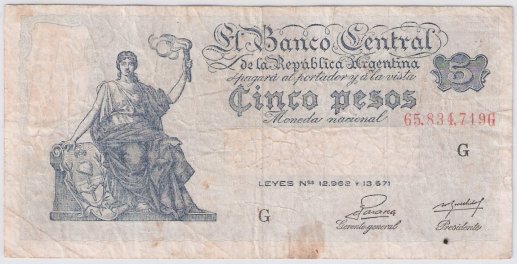 El Banco Central
de la República Argentina
pagará al portador y á la vista
5
Cinco pesos
Moneda nacional
65.834.719G
G
LEYES Nos 12.962 Y 13.571
G
Gerente general
Presidente